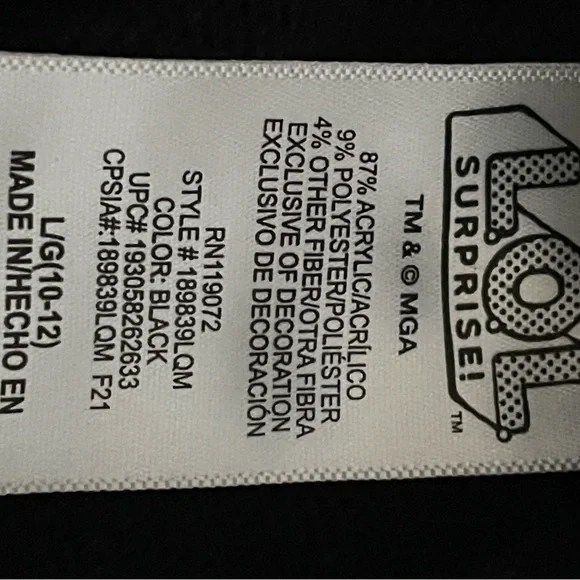 LOL
SURPRISE!™
TM & © MGA
87% ACRYLIC/ACRÍLICO
9% POLYESTER/POLIÉSTER
4% OTHER FIBER/OTRA FIBRA
EXCLUSIVE OF DECORATION
EXCLUSIVO DE DECORACIÓN
RN119072
STYLE # 189839LQM
COLOR: BLACK
UPC# 193058262633
CPSIA#:189839LQM F21
L/G(10-12)
MADE IN/HECHO EN